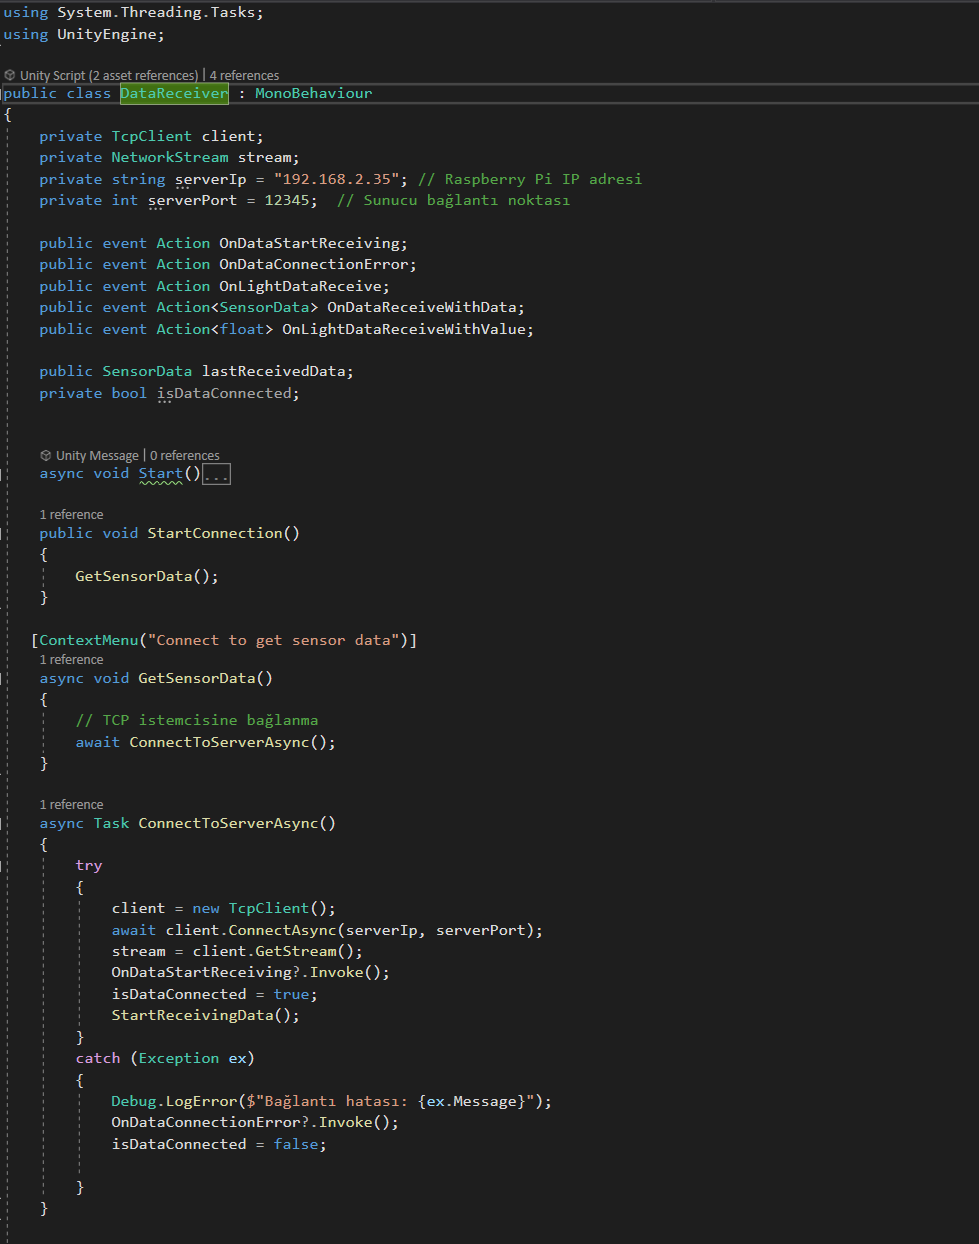 using System.Threading.Tasks;
using UnityEngine;
Unity Script (2 asset references) | 4 references
public class DataReceiver : MonoBehaviour
{
private TcpClient client;
private NetworkStream stream;
private string serverIp = "192.168.2.35"; // Raspberry Pi IP adresi
private int serverPort = 12345;  // Sunucu bağlantı noktası
public event Action OnDataStartReceiving;
public event Action OnDataConnectionError;
public event Action OnLightDataReceive;
public event Action<SensorData> OnDataReceiveWithData;
public event Action<float> OnLightDataReceiveWithValue;
public SensorData lastReceivedData;
private bool isDataConnected;
Unity Message | 0 references
async void Start()...
1 reference
public void StartConnection()
{
GetSensorData();
}
[ContextMenu("Connect to get sensor data")]
1 reference
async void GetSensorData()
{
// TCP istemcisine bağlanma
await ConnectToServerAsync();
}
1 reference
async Task ConnectToServerAsync()
{
try
{
client = new TcpClient();
await client.ConnectAsync(serverIp, serverPort);
stream = client.GetStream();
OnDataStartReceiving?.Invoke();
isDataConnected = true;
StartReceivingData();
}
catch (Exception ex)
{
Debug.LogError($"Bağlantı hatası: {ex.Message}");
OnDataConnectionError?.Invoke();
isDataConnected = false;
}
}